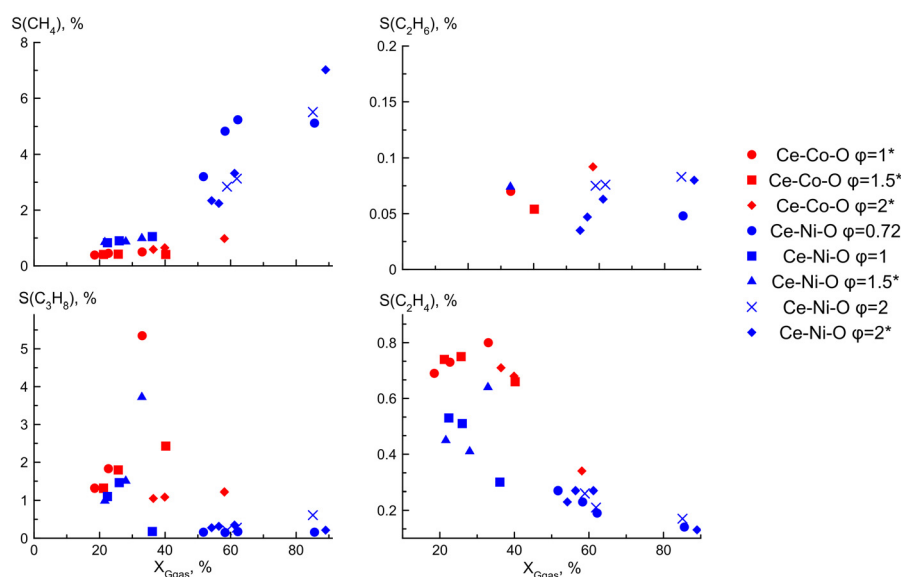 S(CH4), %
8
6
4
2
0
S(C2H6), %
0.2
0.15
0.1
0.05
0
Ce-Co-O φ=1*
Ce-Co-O φ=1.5*
Ce-Co-O φ=2*
Ce-Ni-O φ=0.72
Ce-Ni-O φ=1
Ce-Ni-O φ=1.5*
Ce-Ni-O φ=2
Ce-Ni-O φ=2*
S(C3H8), %
5
4
3
2
1
0
0 20 40 60 80
XGgas, %
S(C2H4), %
0.8
0.6
0.4
0.2
20 40 60 80
XGgas, %